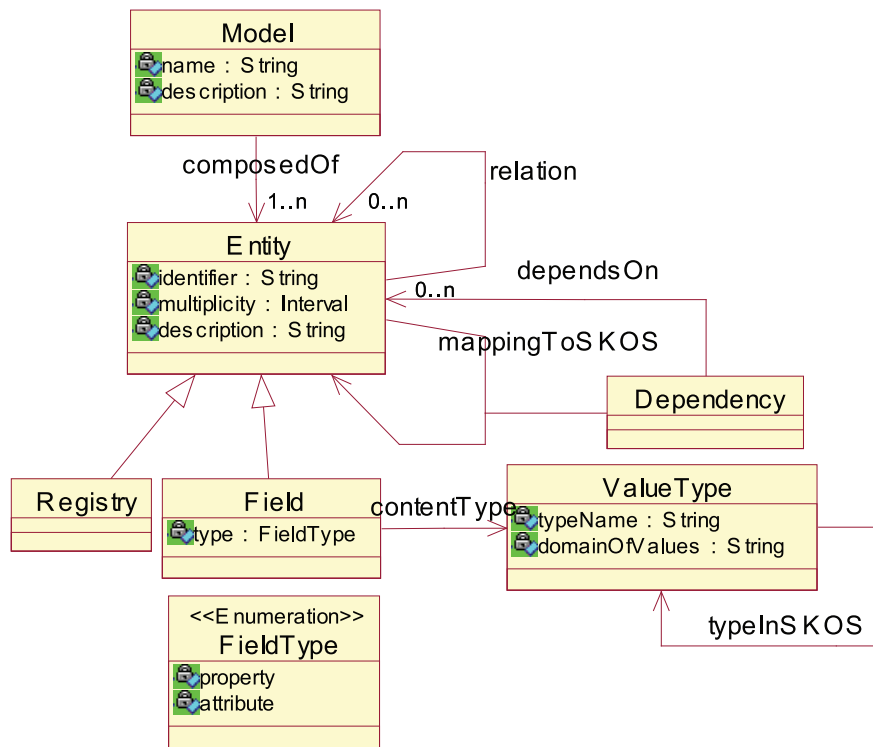 Model
name : String
description : String
composedOf
relation
1..n
0..n
Entity
identifier : String
multiplicity : Interval
description : String
dependsOn
0..n
mappingToSKOS
Dependency
Registry
Field
type : FieldType
contentType
ValueType
typeName : String
domainOfValues : String
<<Enumeration>>
FieldType
property
attribute
typeInSKOS